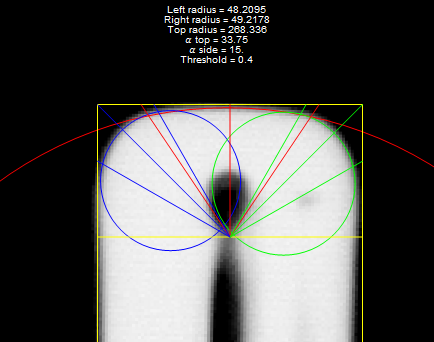 Left radius = 48.2095
Right radius = 49.2178
Top radius = 268.336
α top = 33.75
α side = 15.
Threshold = 0.4